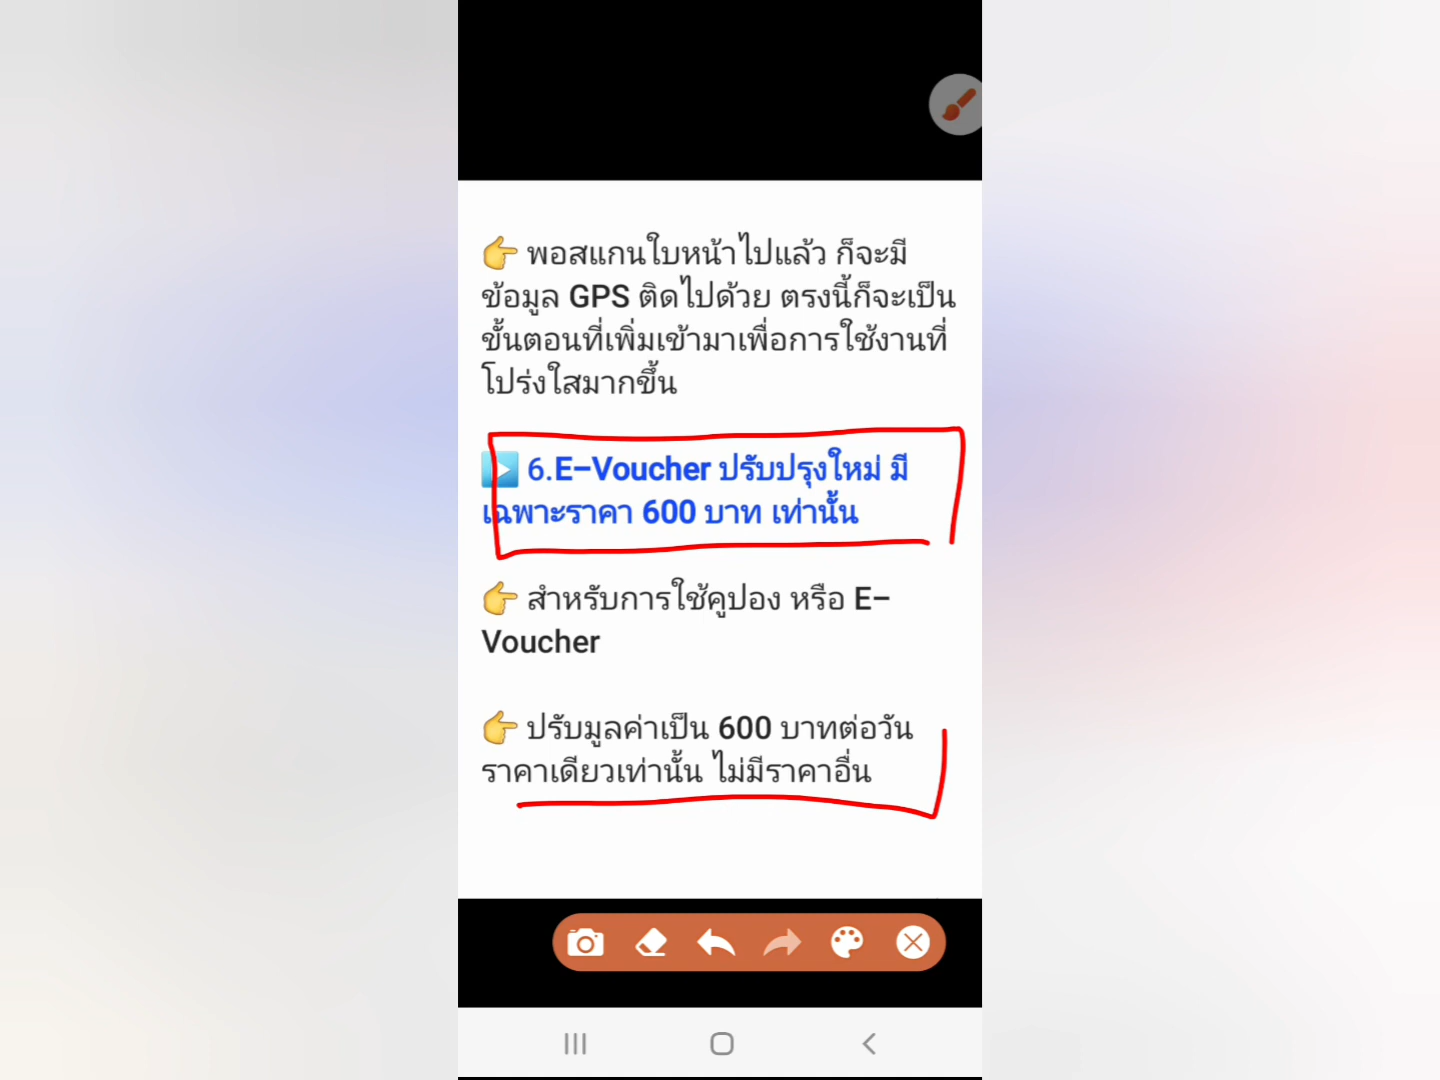 👉 พอสแกนใบหน้าไปแล้ว ก็จะมี
ข้อมูล GPS ติดไปด้วย ตรงนี้ก็จะเป็น
ขั้นตอนที่เพิ่มเข้ามาเพื่อการใช้งานที่
โปร่งใสมากขึ้น
▶️ 6.E-Voucher ปรับปรุงใหม่ มี
เฉพาะราคา 600 บาท เท่านั้น
👉 สำหรับการใช้คูปอง หรือ E-
Voucher
👉 ปรับมูลค่าเป็น 600 บาทต่อวัน
ราคาเดียวเท่านั้น ไม่มีราคาอื่น